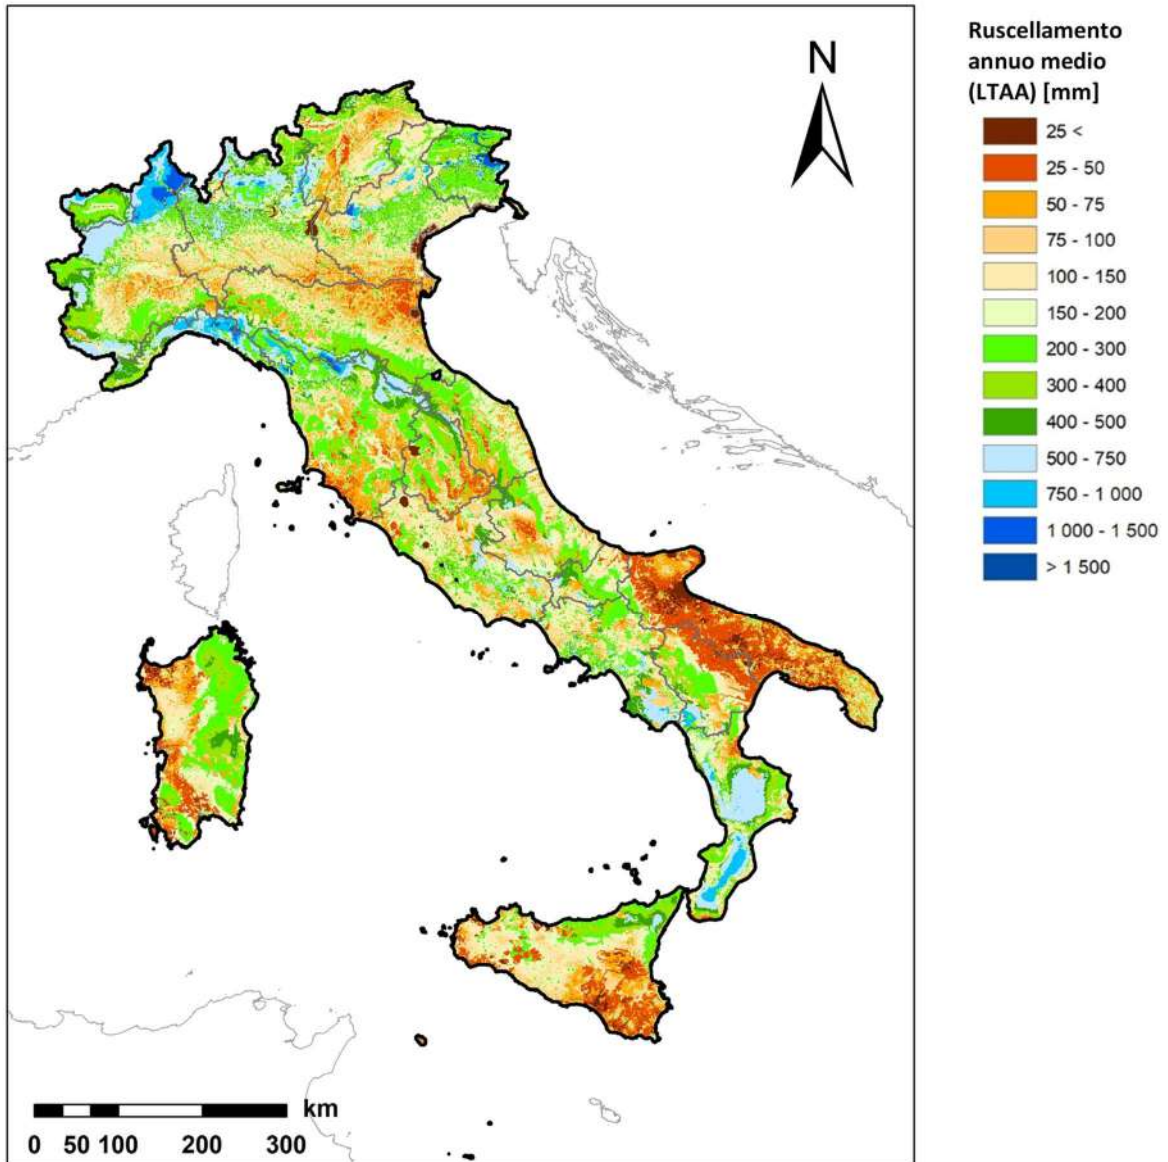 N
Ruscellamento
annuo medio
(LTAA) [mm]
25 <
25 - 50
50 - 75
75 - 100
100 - 150
150 - 200
200 - 300
300 - 400
400 - 500
500 - 750
750 - 1 000
1 000 - 1 500
> 1 500
km
0 50 100 200 300